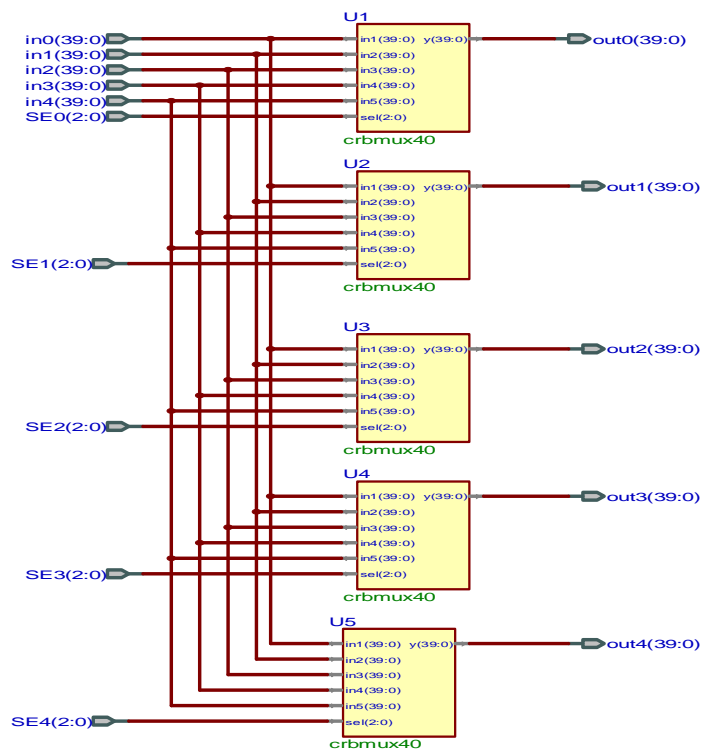 U1
in0(39:0)
in1(39:0)
in2(39:0)
in3(39:0)
in4(39:0)
SE0(2:0)
in1(39:0) y(39:0)
in2(39:0)
in3(39:0)
in4(39:0)
in5(39:0)
sel(2:0)
out0(39:0)
crbmux40
U2
in1(39:0) y(39:0)
in2(39:0)
in3(39:0)
in4(39:0)
in5(39:0)
sel(2:0)
out1(39:0)
SE1(2:0)
crbmux40
U3
in1(39:0) y(39:0)
in2(39:0)
in3(39:0)
in4(39:0)
in5(39:0)
sel(2:0)
out2(39:0)
SE2(2:0)
crbmux40
U4
in1(39:0) y(39:0)
in2(39:0)
in3(39:0)
in4(39:0)
in5(39:0)
sel(2:0)
out3(39:0)
SE3(2:0)
crbmux40
U5
in1(39:0) y(39:0)
in2(39:0)
in3(39:0)
in4(39:0)
in5(39:0)
sel(2:0)
out4(39:0)
SE4(2:0)
crbmux40